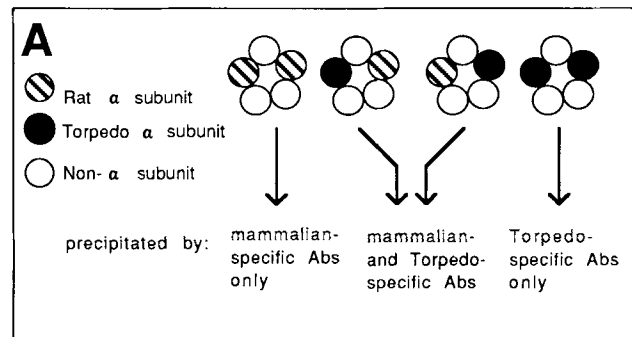 A
Rat α subunit
Torpedo α subunit
Non-α subunit
precipitated by:
mammalian-
specific Abs
only
mammalian-
and Torpedo-
specific Abs
Torpedo-
specific Abs
only